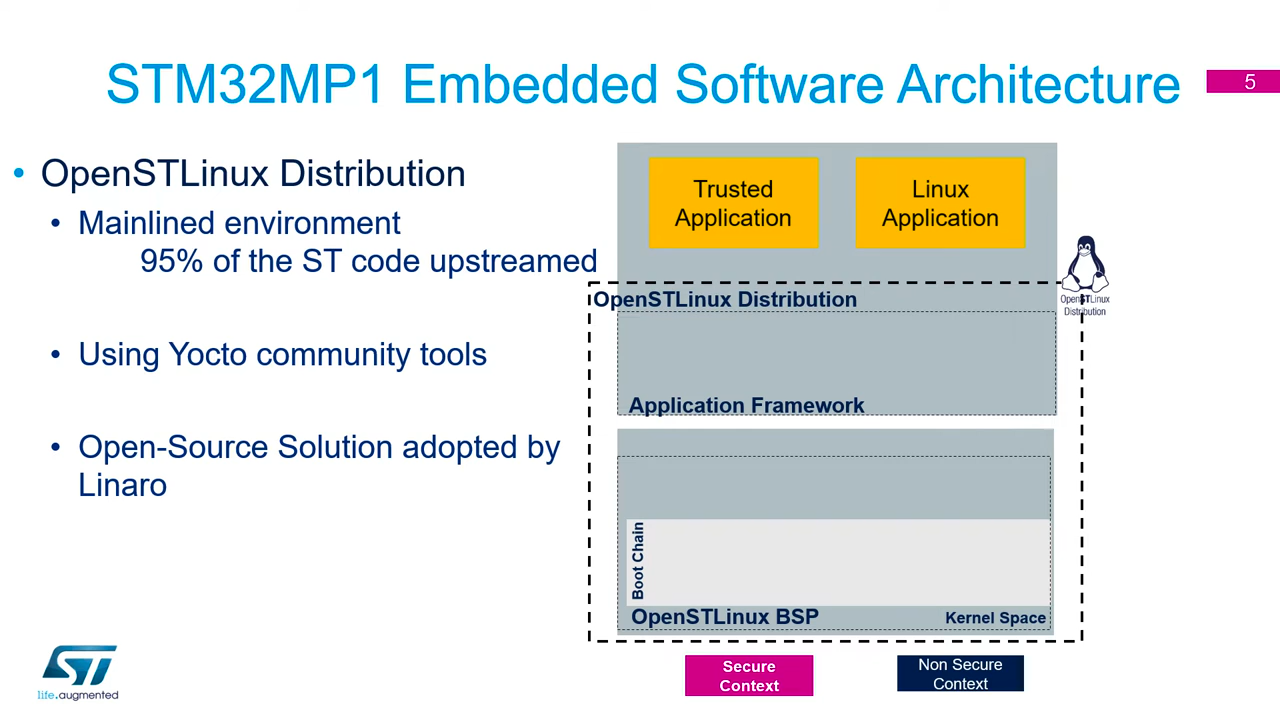 STM32MP1 Embedded Software Architecture
5
• OpenSTLinux Distribution
• Mainlined environment
95% of the ST code upstreamed
• Using Yocto community tools
• Open-Source Solution adopted by
Linaro
Trusted
Application
Linux
Application
OpenSTLinux
Distribution
OpenSTLinux Distribution
Application Framework
Boot Chain
OpenSTLinux BSP
Kernel Space
Secure
Context
Non Secure
Context
ST
life.augmented